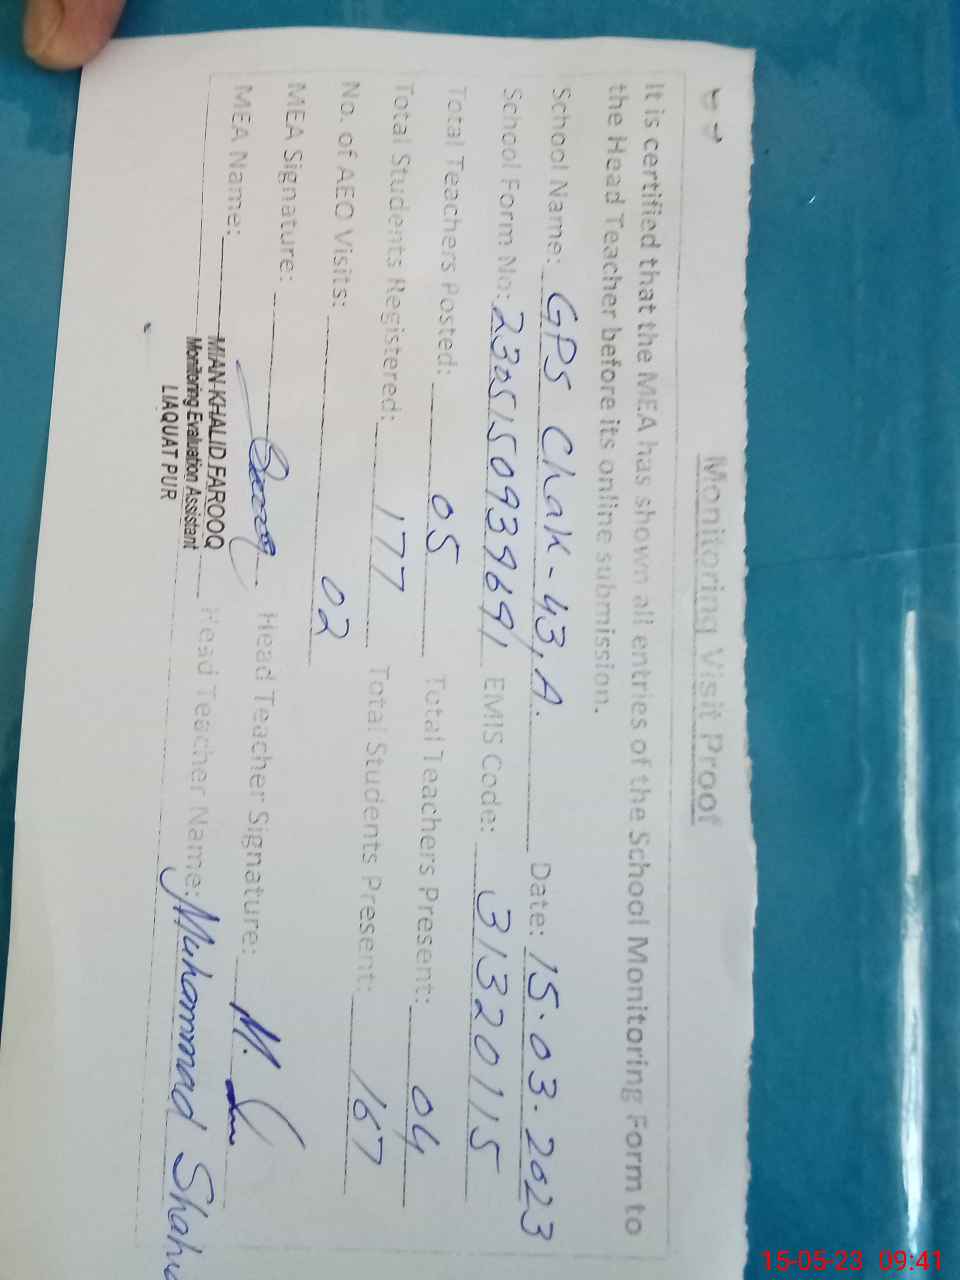 Monitoring Visit Proof
It is certified that the MEA has shown all entries of the School Monitoring Form to
the Head Teacher before its online submission.
School Name: GPS Chak-43,A. Date: 15.03.2023
School Form No: 2305150939691 EMIS Code: 31320115
Total Teachers Posted: 05 Total Teachers Present: 04
Total Students Registered: 177 Total Students Present: 167
No. of AEO Visits: 02
MEA Signature: Head Teacher Signature:
MEA Name: MIAN KHALID FAROOQ Head Teacher Name: Muhammad
Monitoring Evaluation Assistant
LIAQUAT PUR
15-05-23 09:41